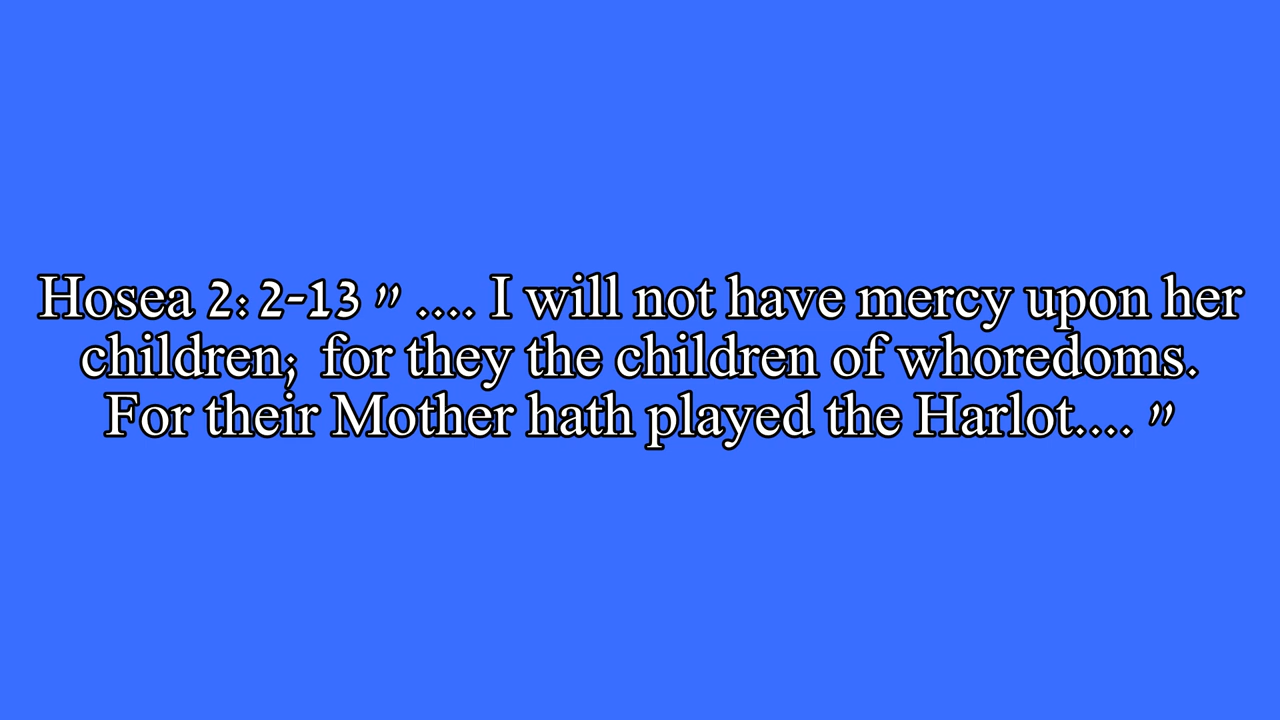 Hosea 2:2-13 ” .... I will not have mercy upon her
children; for they the children of whoredoms.
For their Mother hath played the Harlot.... ”